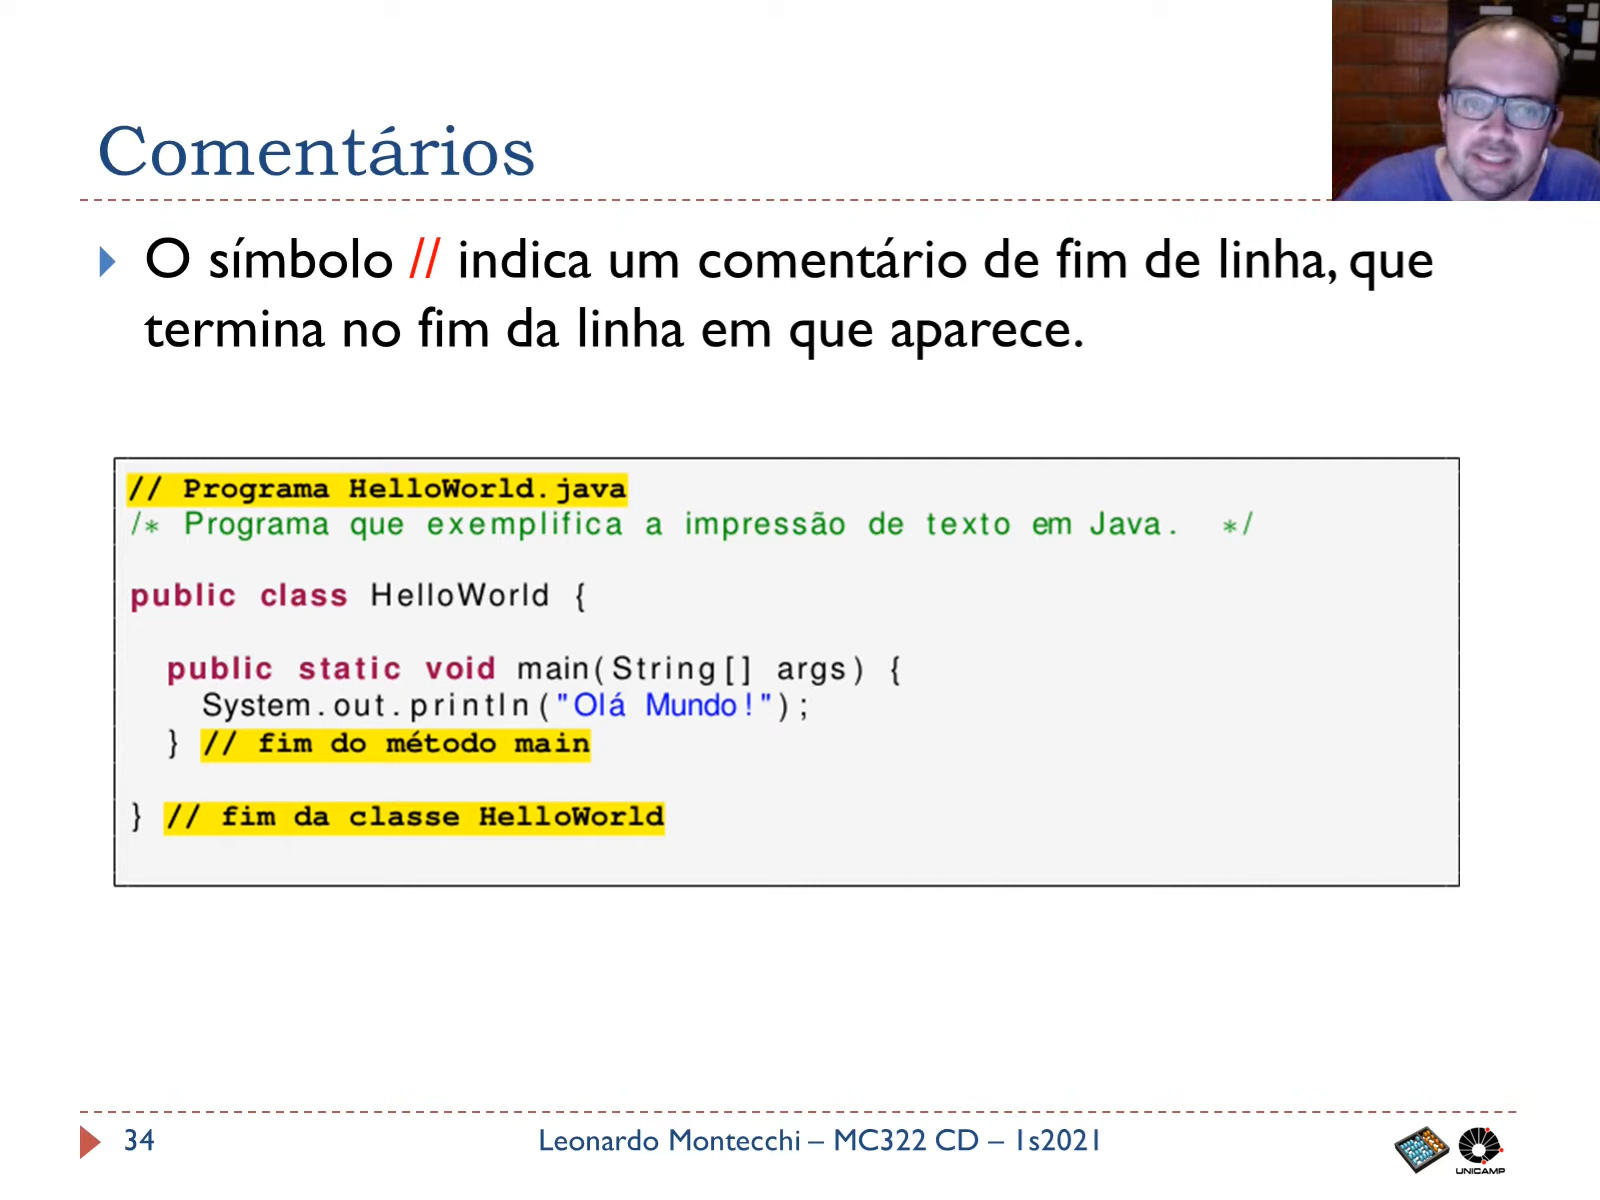 Comentários
O símbolo // indica um comentário de fim de linha, que
termina no fim da linha em que aparece.
// Programa HelloWorld.java
/* Programa que exemplifica a impressão de texto em Java. */
public class HelloWorld {
public static void main(String[] args) {
System.out.println("Olá Mundo!");
} // fim do método main
} // fim da classe HelloWorld
34
Leonardo Montecchi – MC322 CD – 1s2021
UNICAMP